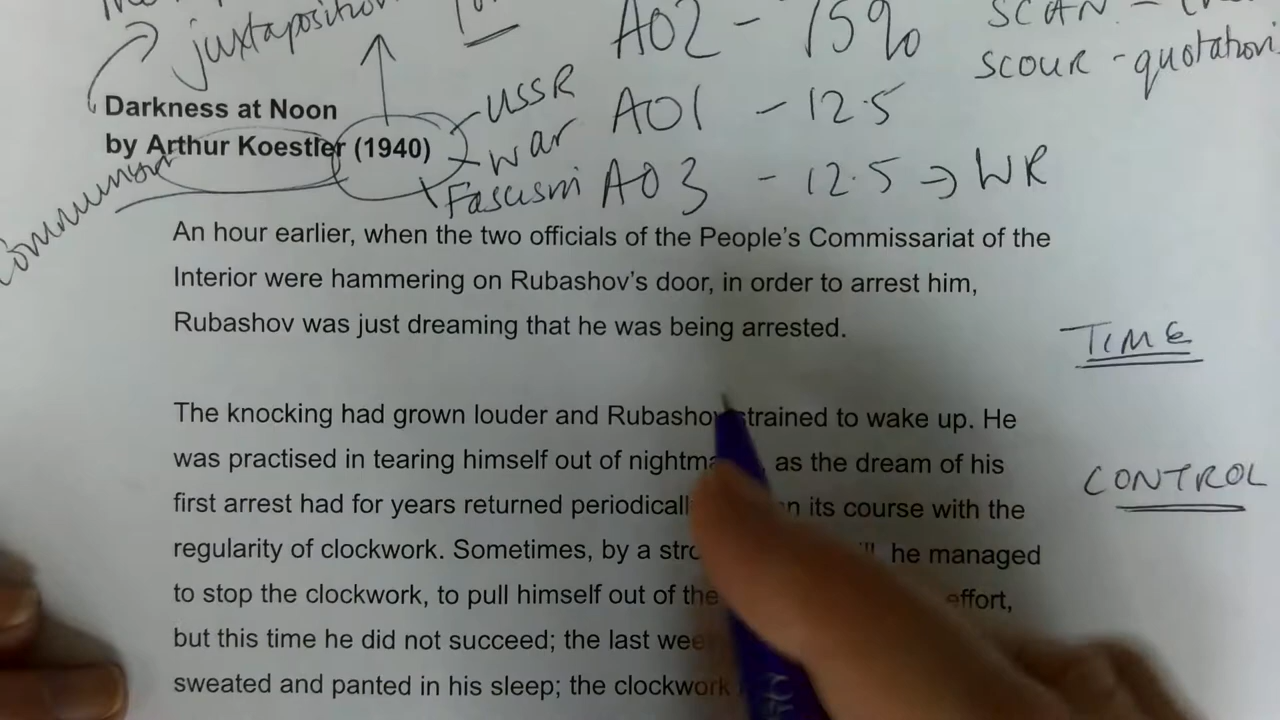 juxtaposition
AO2 - 75%
SCAN -
SCOUR - quotation
Darkness at Noon
USSR
AO1 - 12.5
by Arthur Koestler (1940)
war
Communism
Fascism
AO3 - 12.5 → WR
An hour earlier, when the two officials of the People's Commissariat of the
Interior were hammering on Rubashov's door, in order to arrest him,
Rubashov was just dreaming that he was being arrested.
TIME
The knocking had grown louder and Rubashov strained to wake up. He
was practised in tearing himself out of nightma as the dream of his
first arrest had for years returned periodicall n its course with the
CONTROL
regularity of clockwork. Sometimes, by a stro he managed
to stop the clockwork, to pull himself out of the effort,
but this time he did not succeed; the last wee
sweated and panted in his sleep; the clockwork